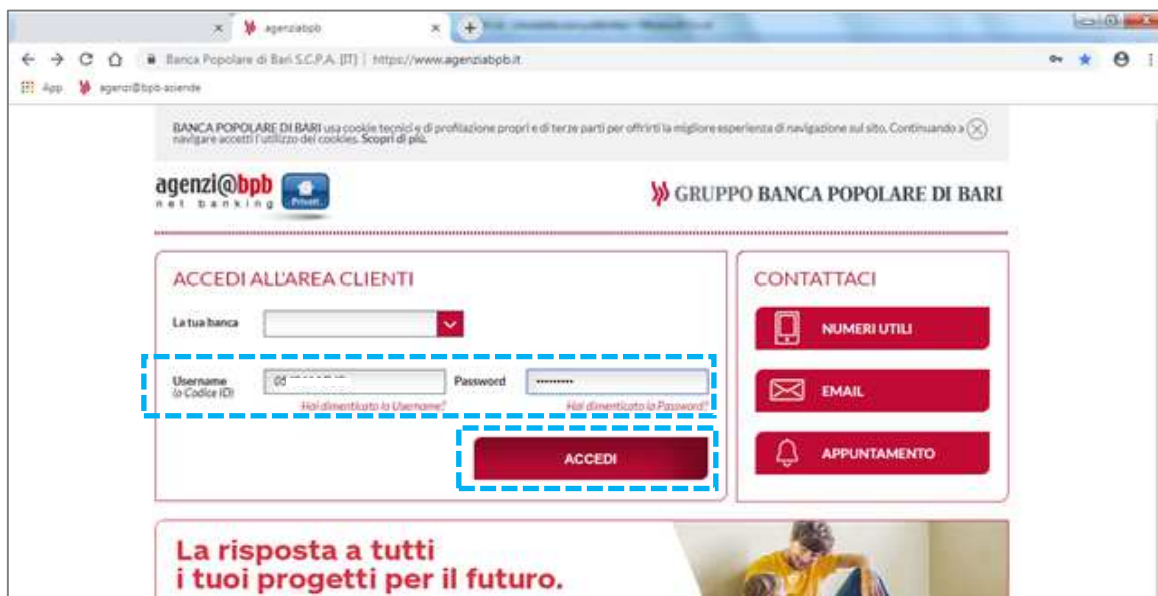 agenziabpb
Banca Popolare di Bari S.C.P.A. [IT] | https://www.agenziabpb.it
App agenzi@bpb-aziende
BANCA POPOLARE DI BARI usa cookie tecnici e di profilazione propri e di terze parti per offrirti la migliore esperienza di navigazione sul sito. Continuando a
navigare accetti l'utilizzo dei cookies. Scopri di più.
agenzi@bpb
net banking
Privati
GRUPPO BANCA POPOLARE DI BARI
ACCEDI ALL'AREA CLIENTI
La tua banca
Username
(o Codice ID)
Password
Hai dimenticato la Username?
Hai dimenticato la Password?
ACCEDI
CONTATTACI
NUMERI UTILI
EMAIL
APPUNTAMENTO
La risposta a tutti
i tuoi progetti per il futuro.